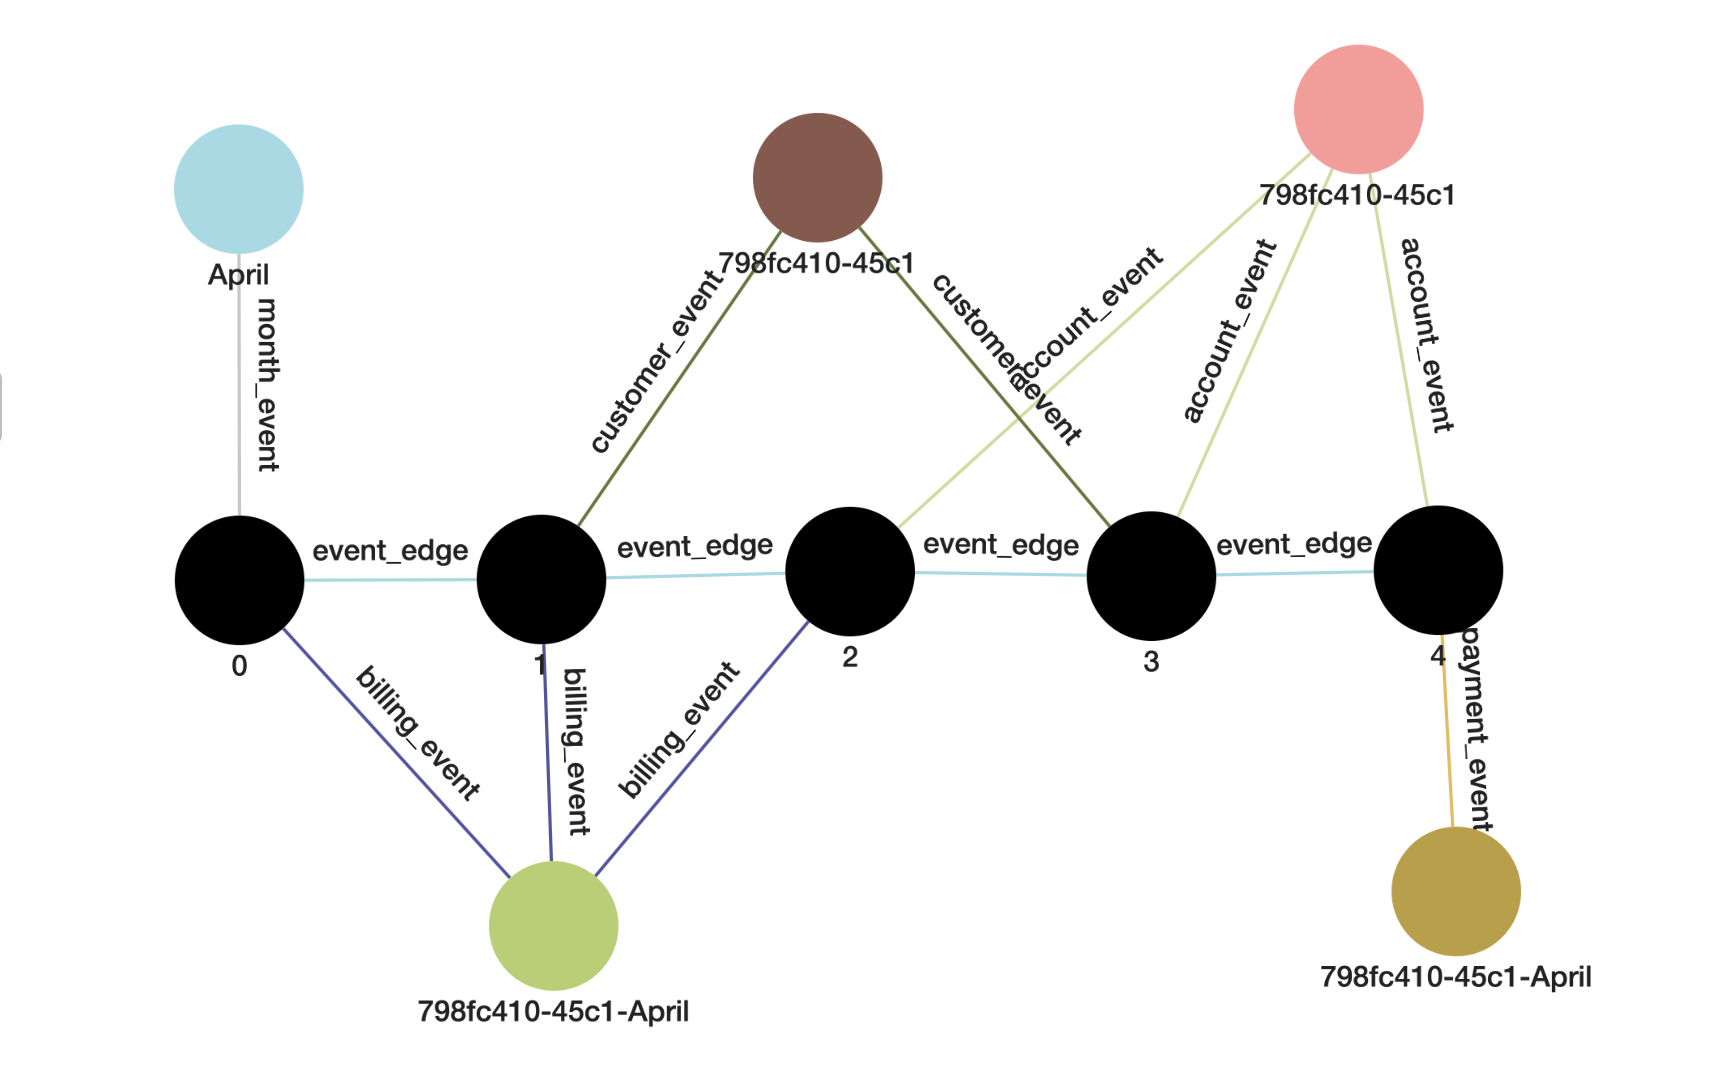 798fc410-45c1
798fc410-45c1
April
month_event
customer_event
customer_event
account_event
account_event
account_event
event_edge
event_edge
event_edge
event_edge
0
1
2
3
4
billing_event
billing_event
billing_event
payment_event
798fc410-45c1-April
798fc410-45c1-April